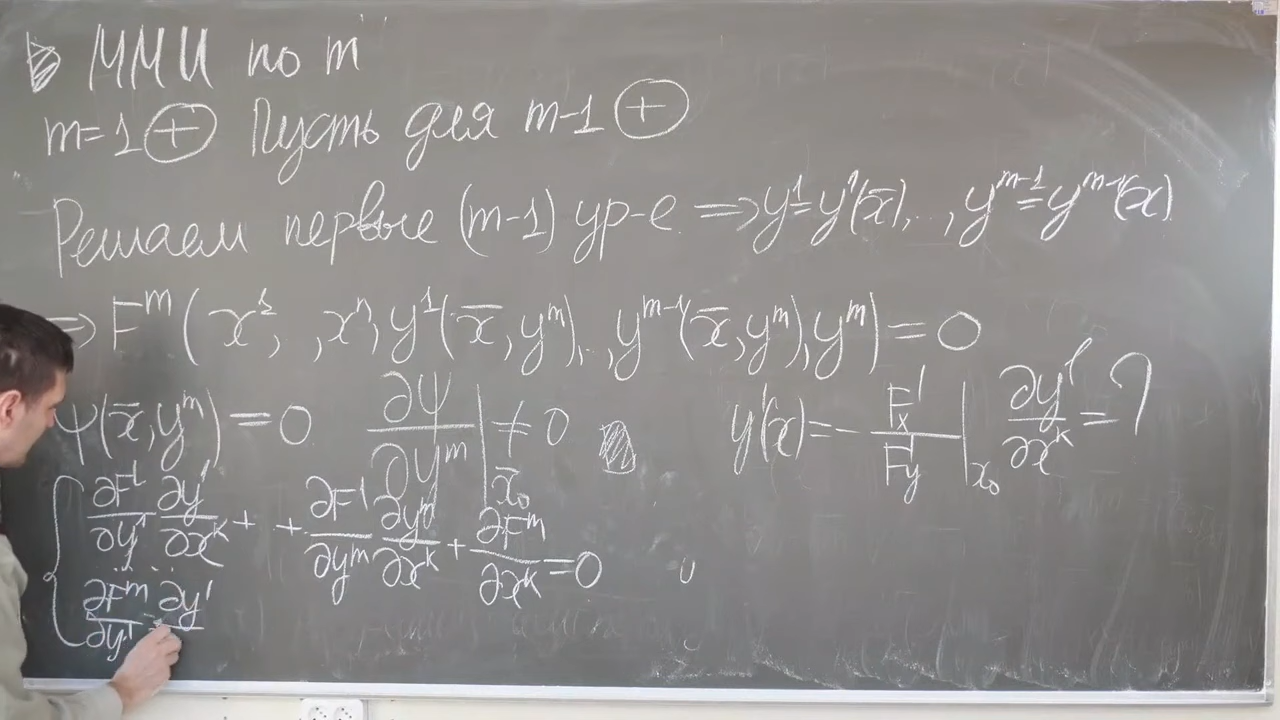 ▷ ММИ по m
m=1 ⊕ Пусть для m-1 ⊕
Решаем первые (m-1) ур-е ⇒ y¹=y¹(x̄),..,y^{m-1}=y^{m-1}(x)
⇒ F^m(x¹, ,x^n,y¹(x̄,y^m),..,y^{m-1}(x̄,y^m),y^m)=0
ψ(x̄,y^m)=0 ∂ψ/∂y^m|_{x̄₀} ≠0 y'(x)=-F'_x/F'_y|_{x₀} ∂y^l/∂x^k=?
{ ∂F¹/∂y¹ ∂y¹/∂x^k + +∂F¹/∂y^m ∂y^m/∂x^k + ∂F^m/∂x^k =0
∂F^m/∂y¹ ∂y¹